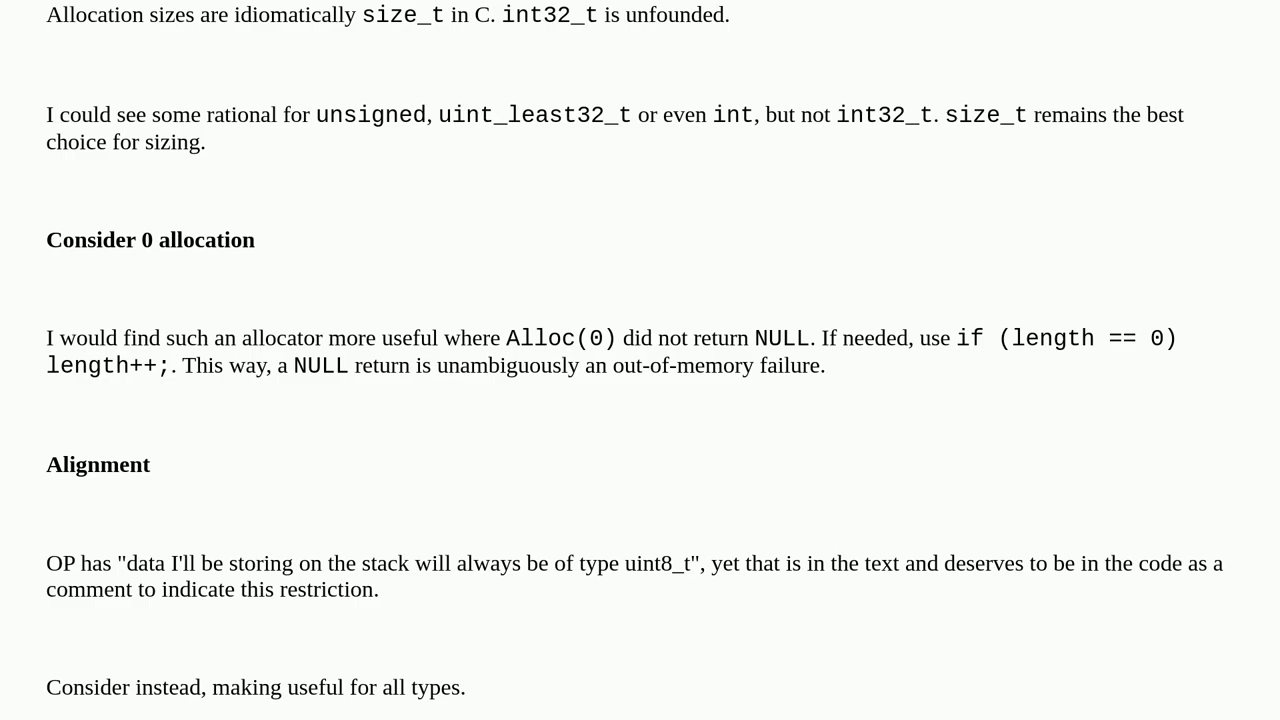 Allocation sizes are idiomatically size_t in C. int32_t is unfounded.
I could see some rational for unsigned, uint_least32_t or even int, but not int32_t. size_t remains the best
choice for sizing.
Consider 0 allocation
I would find such an allocator more useful where Alloc(0) did not return NULL. If needed, use if (length == 0)
length++;. This way, a NULL return is unambiguously an out-of-memory failure.
Alignment
OP has "data I'll be storing on the stack will always be of type uint8_t", yet that is in the text and deserves to be in the code as a
comment to indicate this restriction.
Consider instead, making useful for all types.